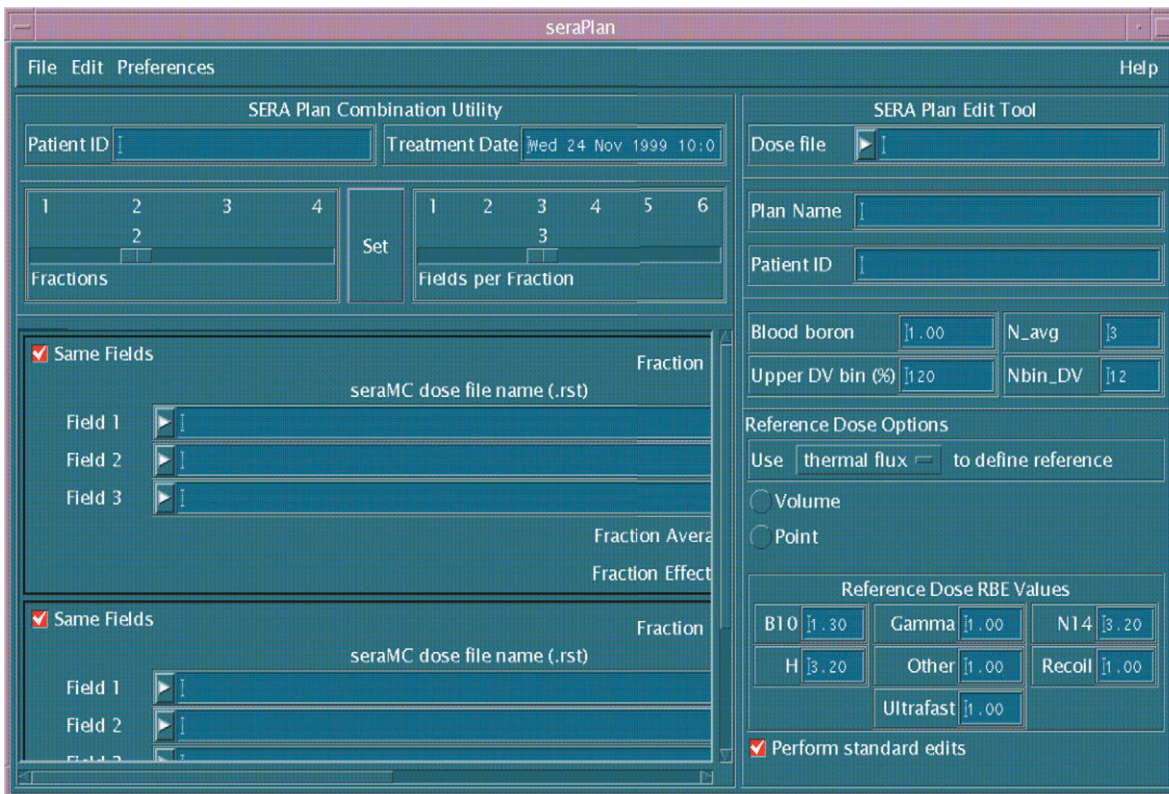 seraPlan
File Edit Preferences Help
SERA Plan Combination Utility
Patient ID
Treatment Date Wed 24 Nov 1999 10:0
1 2 3 4
2
Fractions
Set
1 2 3 4 5 6
3
Fields per Fraction
Same Fields
Fraction
seraMC dose file name (.rst)
Field 1
Field 2
Field 3
Fraction Avera
Fraction Effect
Same Fields
Fraction
seraMC dose file name (.rst)
Field 1
Field 2
Field 3
SERA Plan Edit Tool
Dose file
Plan Name
Patient ID
Blood boron 1.00 N_avg 3
Upper DV bin (%) 120 Nbin_DV 12
Reference Dose Options
Use thermal flux to define reference
Volume
Point
Reference Dose RBE Values
B10 1.30 Gamma 1.00 N14 3.20
H 3.20 Other 1.00 Recoil 1.00
Ultrafast 1.00
Perform standard edits